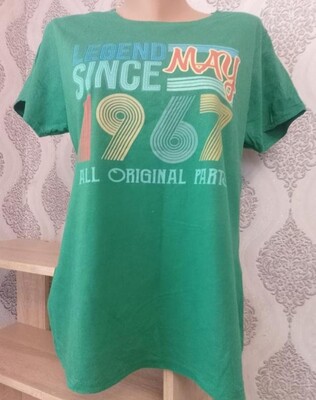 LEGEND
SINCE MAY
1967
ALL ORIGINAL PARTS